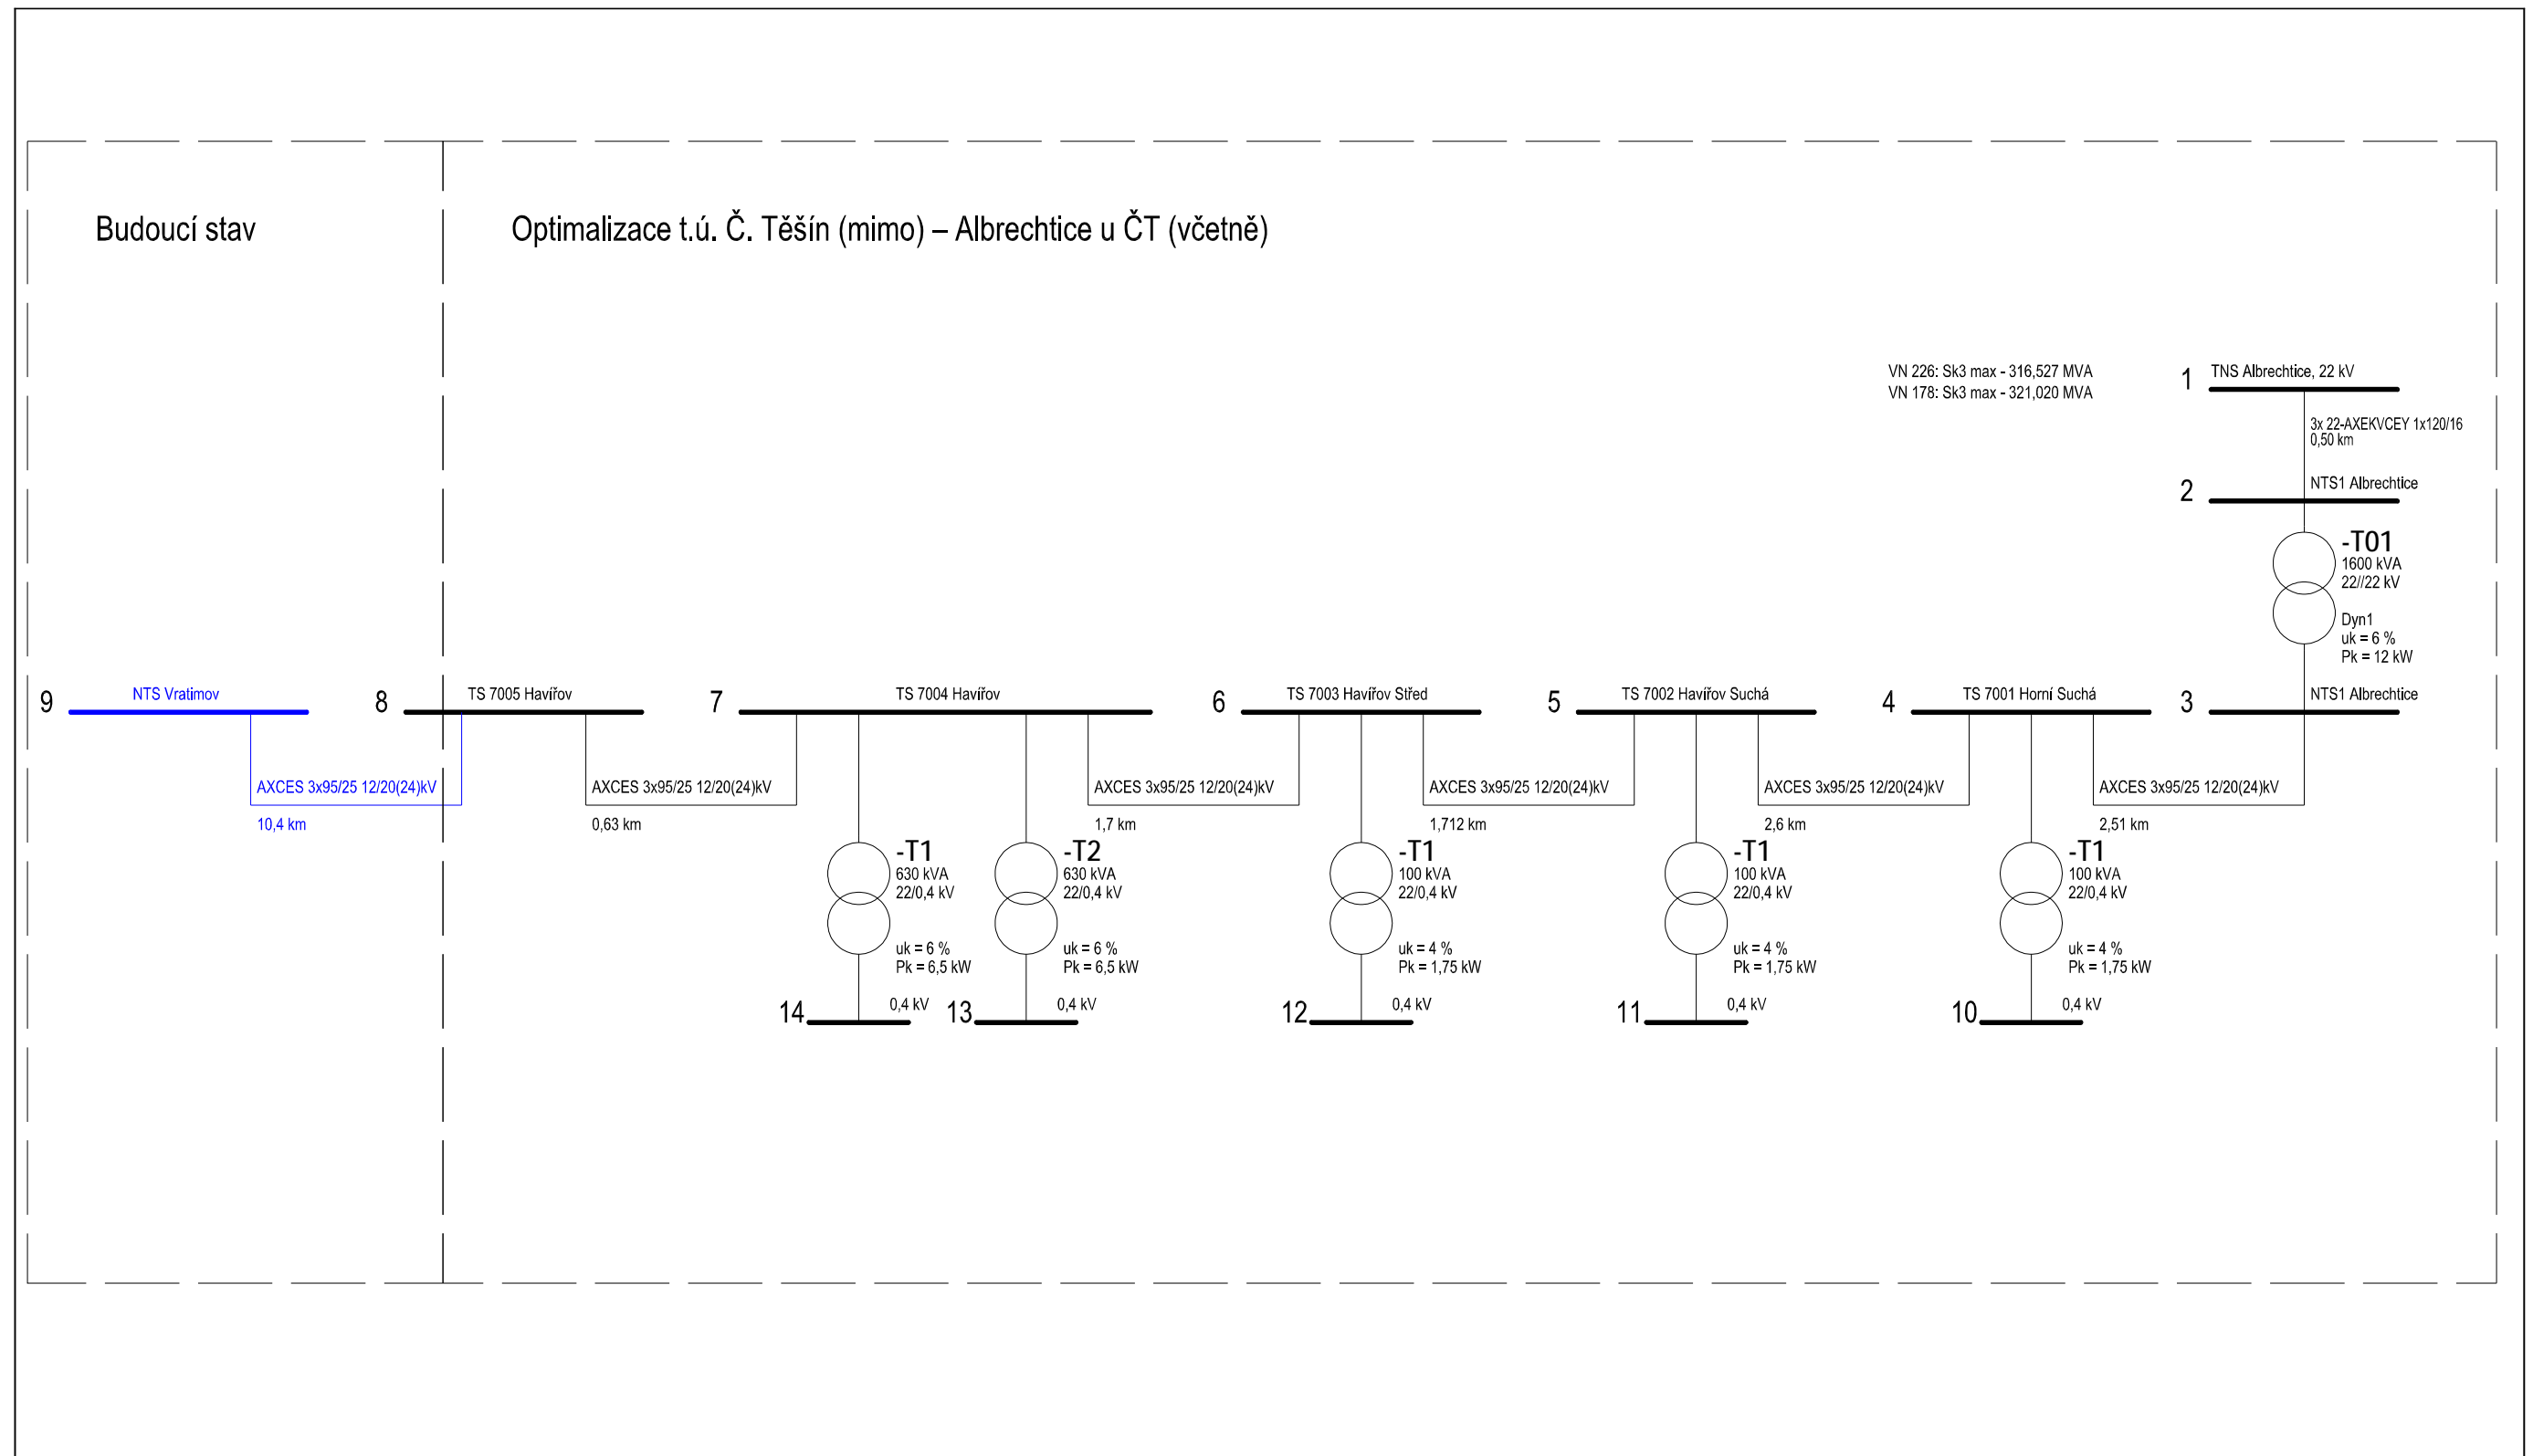 Budoucí stav
Optimalizace t.ú. Č. Těšín (mimo) – Albrechtice u ČT (včetně)
VN 226: Sk3 max - 316,527 MVA
VN 178: Sk3 max - 321,020 MVA
1
TNS Albrechtice, 22 kV
3x 22-AXEKVCEY 1x120/16
0,50 km
2
NTS1 Albrechtice
-T01
1600 kVA
22//22 kV
Dyn1
uk = 6 %
Pk = 12 kW
9
NTS Vratimov
8
TS 7005 Havířov
7
TS 7004 Havířov
6
TS 7003 Havířov Střed
5
TS 7002 Havířov Suchá
4
TS 7001 Horní Suchá
3
NTS1 Albrechtice
AXCES 3x95/25 12/20(24)kV
10,4 km
AXCES 3x95/25 12/20(24)kV
0,63 km
AXCES 3x95/25 12/20(24)kV
1,7 km
AXCES 3x95/25 12/20(24)kV
1,712 km
AXCES 3x95/25 12/20(24)kV
2,6 km
AXCES 3x95/25 12/20(24)kV
2,51 km
-T1
630 kVA
22/0,4 kV
uk = 6 %
Pk = 6,5 kW
14
0,4 kV
-T2
630 kVA
22/0,4 kV
uk = 6 %
Pk = 6,5 kW
13
0,4 kV
-T1
100 kVA
22/0,4 kV
uk = 4 %
Pk = 1,75 kW
12
0,4 kV
-T1
100 kVA
22/0,4 kV
uk = 4 %
Pk = 1,75 kW
11
0,4 kV
-T1
100 kVA
22/0,4 kV
uk = 4 %
Pk = 1,75 kW
10
0,4 kV